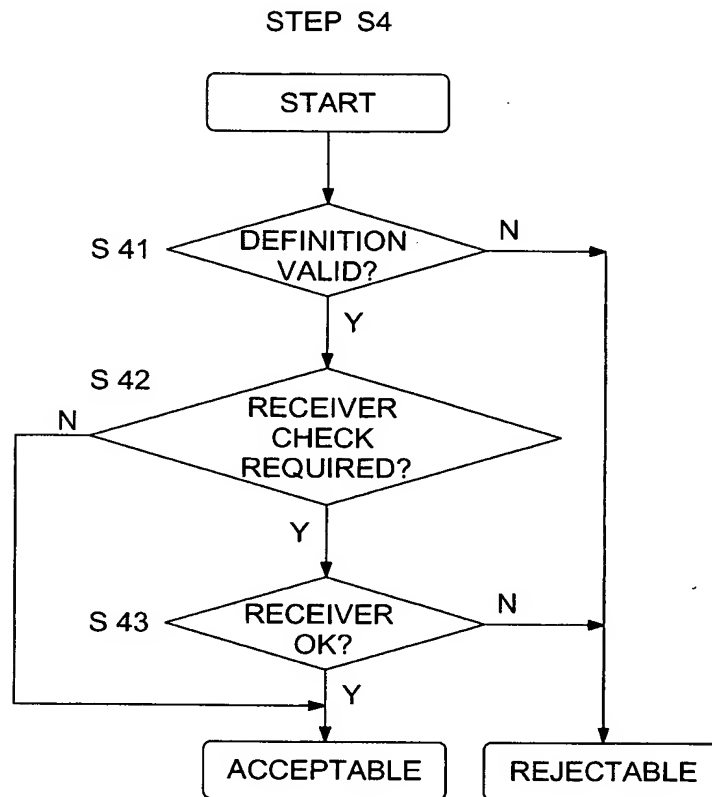 STEP S4
START
S 41
DEFINITION
VALID?
N
Y
S 42
N
RECEIVER
CHECK
REQUIRED?
Y
S 43
RECEIVER
OK?
N
Y
ACCEPTABLE
REJECTABLE